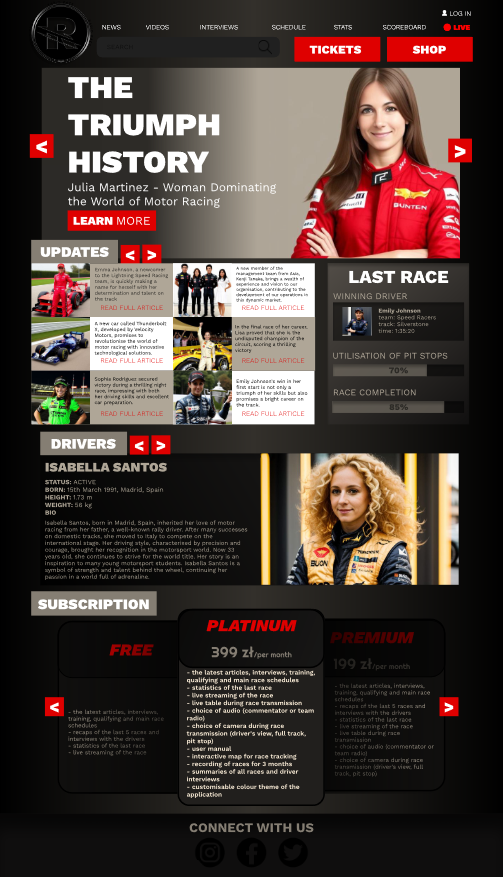 LOG IN
NEWS VIDEOS INTERVIEWS SCHEDULE STATS SCOREBOARD LIVE
R
SEARCH
TICKETS SHOP
THE
TRIUMPH
HISTORY
Julia Martinez - Woman Dominating
the World of Motor Racing
LEARN MORE
< >
UPDATES < >
Emma Johnson, a newcomer
to the Lightning Speed Racing
team, is quickly making a
name for herself with her
determination and talent on
the track
READ FULL ARTICLE
A new member of the
management team from Asia,
Kenji Tanaka, brings a wealth of
experience and vision to our
organisation, contributing to the
development of our operations in
this dynamic market.
READ FULL ARTICLE
A new car called Thunderbolt
X, developed by Velocity
Motors, promises to
revolutionise the world of
motor racing with innovative
technological solutions.
READ FULL ARTICLE
In the final race of her career,
Lisa proved that she is the
undisputed champion of the
circuit, scoring a thrilling
victory
READ FULL ARTICLE
Sophie Rodriguez secured
victory during a thrilling night
race, impressing with both
her driving skills and excellent
car preparation.
READ FULL ARTICLE
Emily Johnson's win in her
first start is not only a
triumph of her skills but also
promises a bright career on
the track.
READ FULL ARTICLE
LAST RACE
WINNING DRIVER
Emily Johnson
team: Speed Racers
track: Silverstone
time: 1:35:20
UTILISATION OF PIT STOPS
70%
RACE COMPLETION
85%
DRIVERS < >
ISABELLA SANTOS
STATUS: ACTIVE
BORN: 15th March 1991, Madrid, Spain
HEIGHT: 1.73 m
WEIGHT: 56 kg
BIO
Isabella Santos, born in Madrid, Spain, inherited her love of motor
racing from her father, a well-known rally driver. After many successes
on domestic tracks, she moved to Italy to compete on the
international stage. Her driving style, characterised by precision and
courage, brought her recognition in the motorsport world. Now 33
years old, she continues to strive for the world title. Her story is an
inspiration to many young motorsport students. Isabella Santos is a
symbol of strength and talent behind the wheel, continuing her
passion in a world full of adrenaline.
SUBSCRIPTION
< >
FREE
- the latest articles, interviews,
training, qualifying and main race
schedules
- recaps of the last 5 races and
interviews with the drivers
- statistics of the last race
- live streaming of the race
PLATINUM
399 zł/per month
- the latest articles, interviews, training,
qualifying and main race schedules
- statistics of the last race
- live streaming of the race
- live table during race transmission
- choice of audio (commentator or team
radio)
- choice of camera during race
transmission (driver's view, full track,
pit stop)
- user manual
- interactive map for race tracking
- recording of races for 3 months
- summaries of all races and driver
interviews
- customisable colour theme of the
application
PREMIUM
199 zł/per month
- the latest articles, interviews,
training, qualifying and main race
schedules
- recaps of the last 5 races and
interviews with the drivers
- statistics of the last race
- live streaming of the race
- live table during race
transmission
- choice of audio (commentator or
team radio)
- choice of camera during race
transmission (driver's view, full
track, pit stop)
CONNECT WITH US